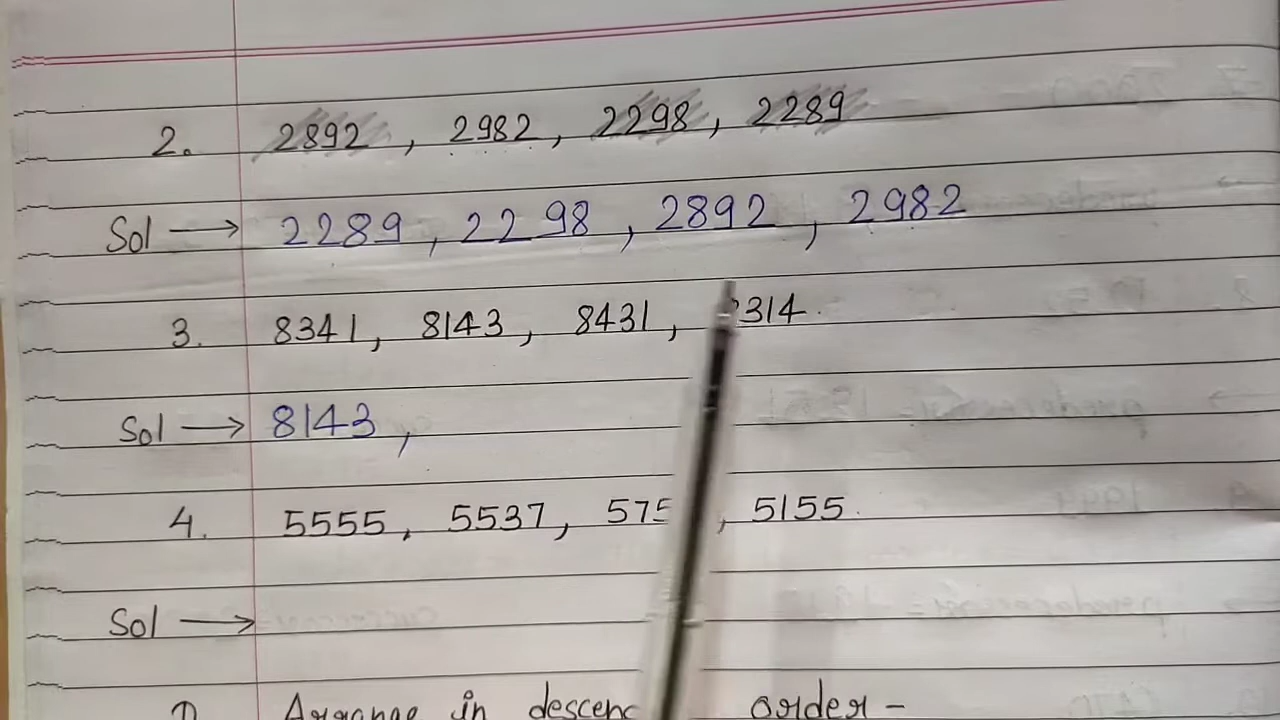 2. 2892, 2982, 2298, 2289
Sol → 2289, 2298, 2892, 2982
3. 8341, 8143, 8431,
Sol → 8143,
4. 5555, 5537, 5155.
Sol →
Arrange in order -